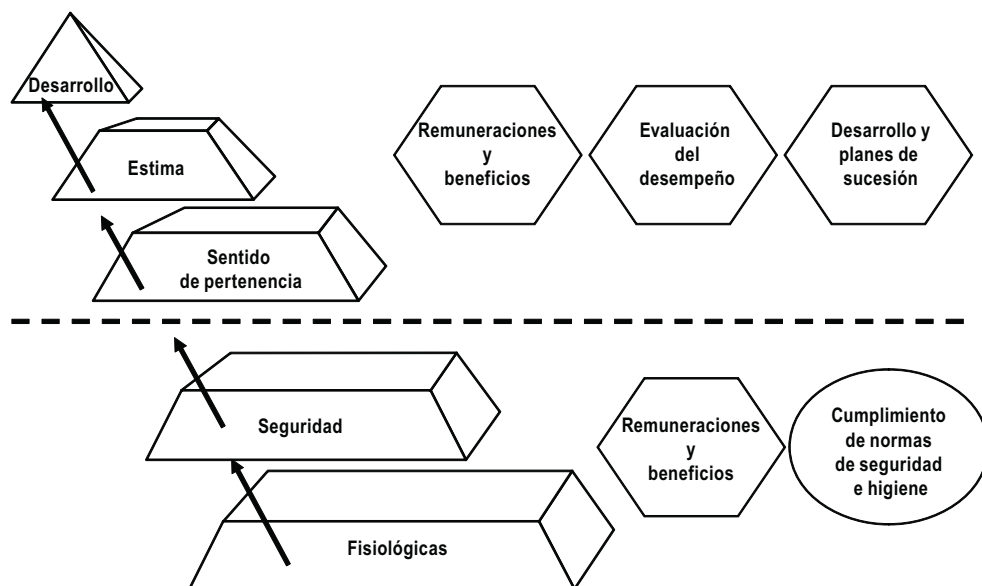 Desarrollo
Estima
Sentido
de pertenencia
Remuneraciones
y
beneficios
Evaluación
del
desempeño
Desarrollo y
planes de
sucesión
Seguridad
Fisiológicas
Remuneraciones
y
beneficios
Cumplimiento
de normas
de seguridad
e higiene